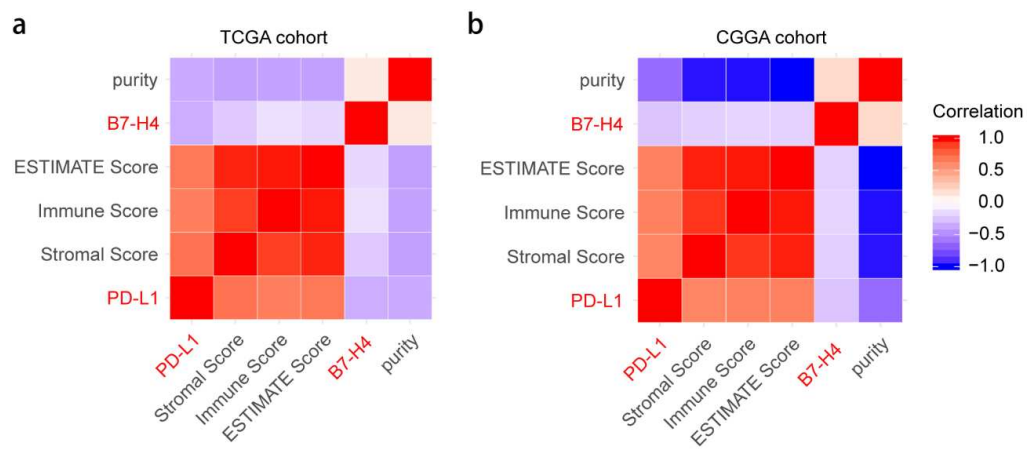 a
TCGA cohort
purity
B7-H4
ESTIMATE Score
Immune Score
Stromal Score
PD-L1
PD-L1
Stromal Score
Immune Score
ESTIMATE Score
B7-H4
purity
b
CGGA cohort
purity
B7-H4
ESTIMATE Score
Immune Score
Stromal Score
PD-L1
PD-L1
Stromal Score
Immune Score
ESTIMATE Score
B7-H4
purity
Correlation
1.0
0.5
0.0
−0.5
−1.0